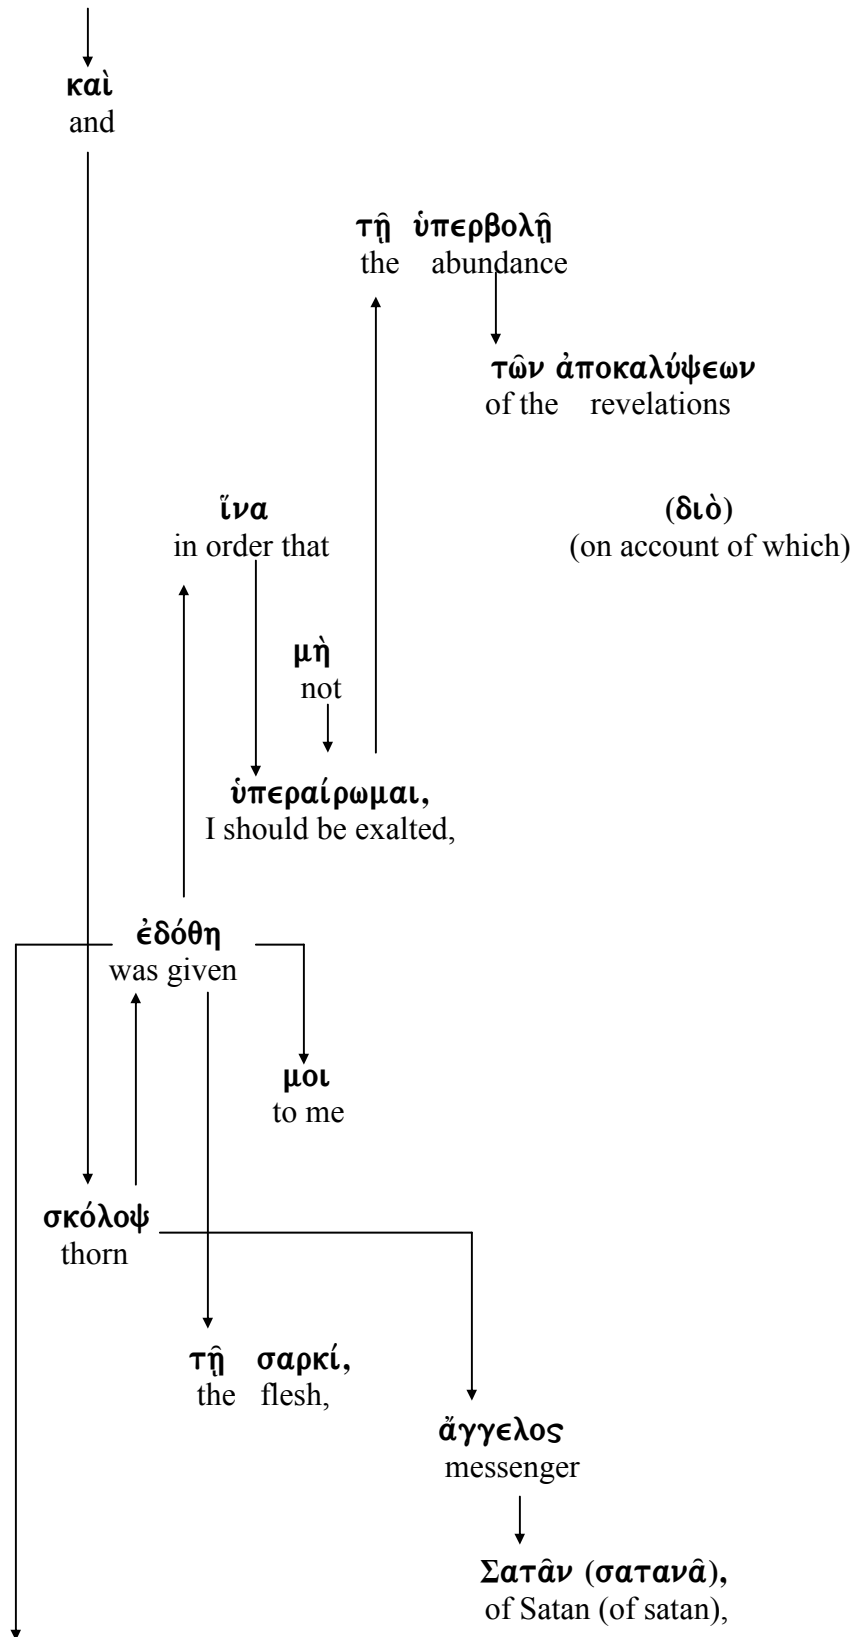 καὶ
and
τῇ ὑπερβολῇ
the abundance
τῶν ἀποκαλύψεων
of the revelations
ἵνα
in order that
(διὸ)
(on account of which)
μὴ
not
ὑπεραίρωμαι,
I should be exalted,
ἐδόθη
was given
μοι
to me
σκόλοψ
thorn
τῇ σαρκί,
the flesh,
ἄγγελος
messenger
Σατᾶν (σατανᾶ),
of Satan (of satan),